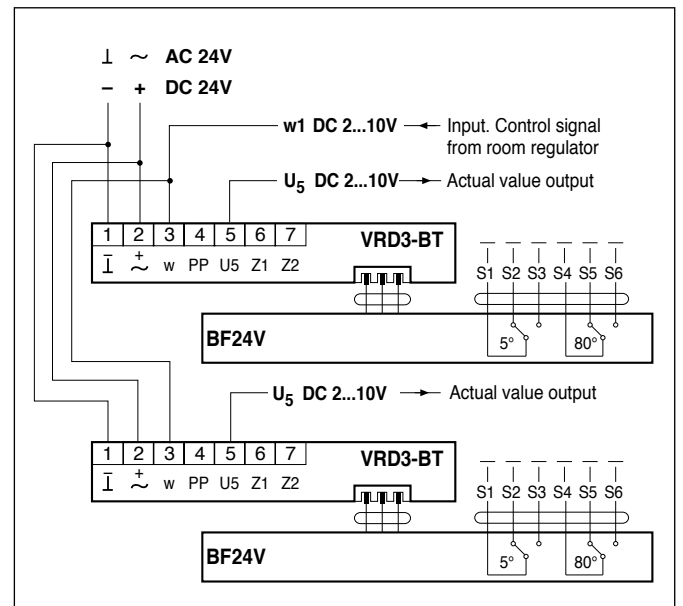 ⊥ ~ AC 24V
– + DC 24V
w1 DC 2...10V
Input. Control signal
from room regulator
U5 DC 2...10V
Actual value output
1 2 3 4 5 6 7
VRD3-BT
⊥ ~ + w PP U5 Z1 Z2
S1 S2 S3 S4 S5 S6
BF24V
5° 80°
U5 DC 2...10V
Actual value output
1 2 3 4 5 6 7
VRD3-BT
⊥ ~ + w PP U5 Z1 Z2
S1 S2 S3 S4 S5 S6
BF24V
5° 80°